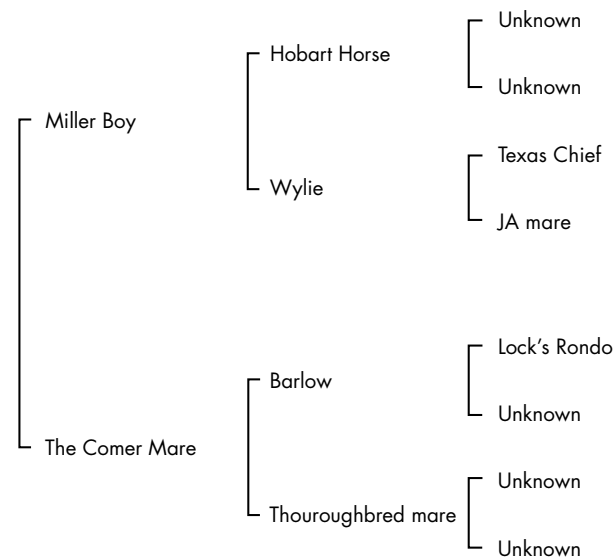 Unknown
Hobart Horse
Unknown
Miller Boy
Texas Chief
Wylie
JA mare
Lock's Rondo
Barlow
Unknown
The Comer Mare
Unknown
Thouroughbred mare
Unknown